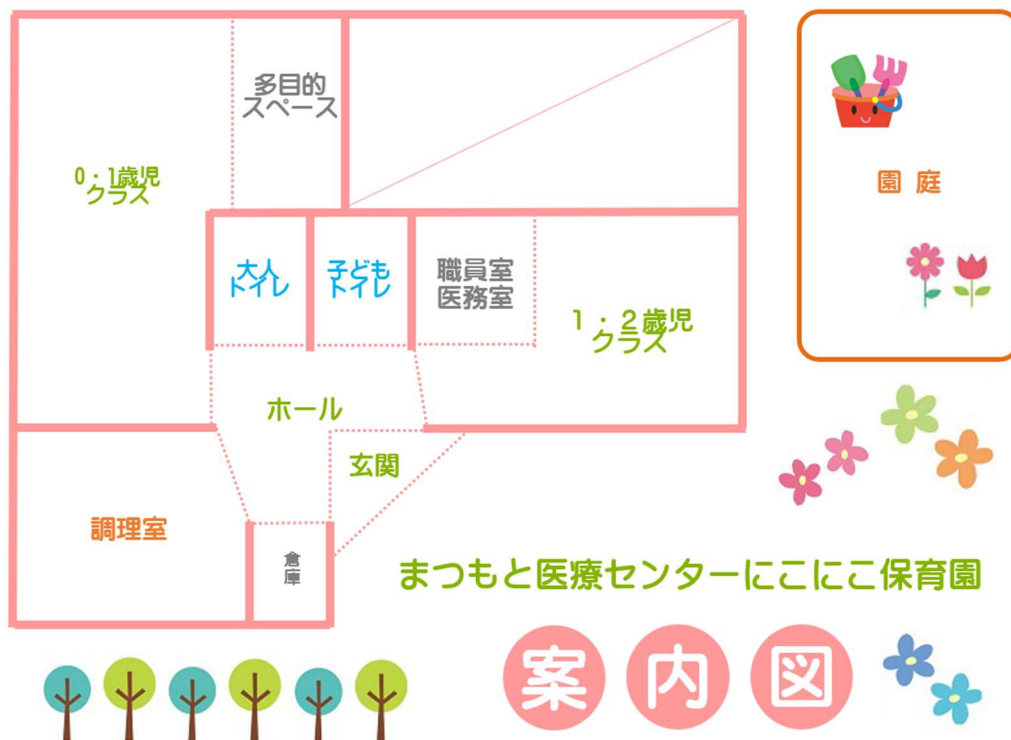 多目的
スペース
0・1歳児
クラス
園 庭
大人
トイレ
子ども
トイレ
職員室
医務室
1・2歳児
クラス
ホール
玄関
調理室
倉
庫
まつもと医療センターにこにこ保育園
案内図